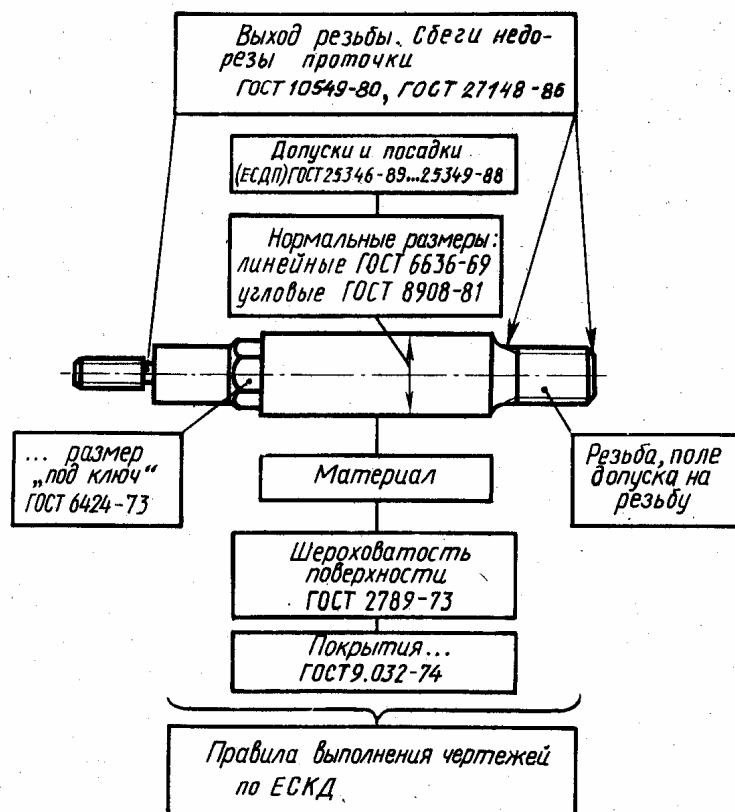 Выход резьбы. Сбеги недо-
резы проточки
ГОСТ 10549-80, ГОСТ 27148-86
Допуски и посадки
(ЕСДП) ГОСТ 25346-89...25349-88
Нормальные размеры:
линейные ГОСТ 6636-69
угловые ГОСТ 8908-81
... размер
„под ключ“
ГОСТ 6424-73
Материал
Резьба, поле
допуска на
резьбу
Шероховатость
поверхности
ГОСТ 2789-73
Покрытия...
ГОСТ 9.032-74
Правила выполнения чертежей
по ЕСКД